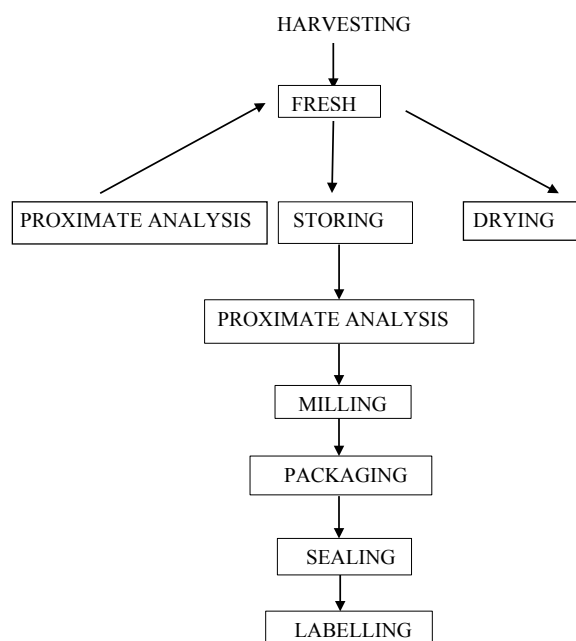 HARVESTING
FRESH
PROXIMATE ANALYSIS STORING DRYING
PROXIMATE ANALYSIS
MILLING
PACKAGING
SEALING
LABELLING